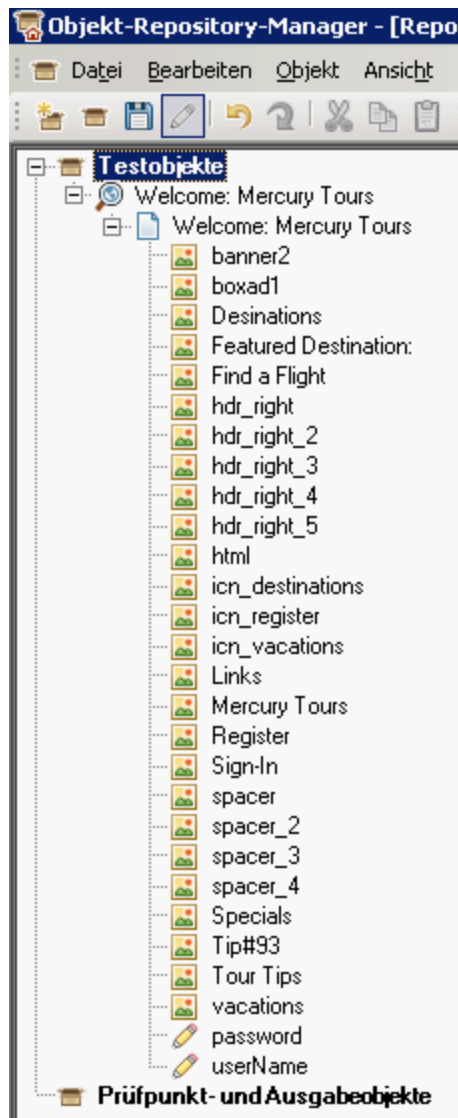 Objekt-Repository-Manager - [Repo
Datei Bearbeiten Objekt Ansicht
Testobjekte
Welcome: Mercury Tours
Welcome: Mercury Tours
banner2
boxad1
Desinations
Featured Destination:
Find a Flight
hdr_right
hdr_right_2
hdr_right_3
hdr_right_4
hdr_right_5
html
icn_destinations
icn_register
icn_vacations
Links
Mercury Tours
Register
Sign-In
spacer
spacer_2
spacer_3
spacer_4
Specials
Tip#93
Tour Tips
vacations
password
userName
Prüfpunkt- und Ausgabeobjekte